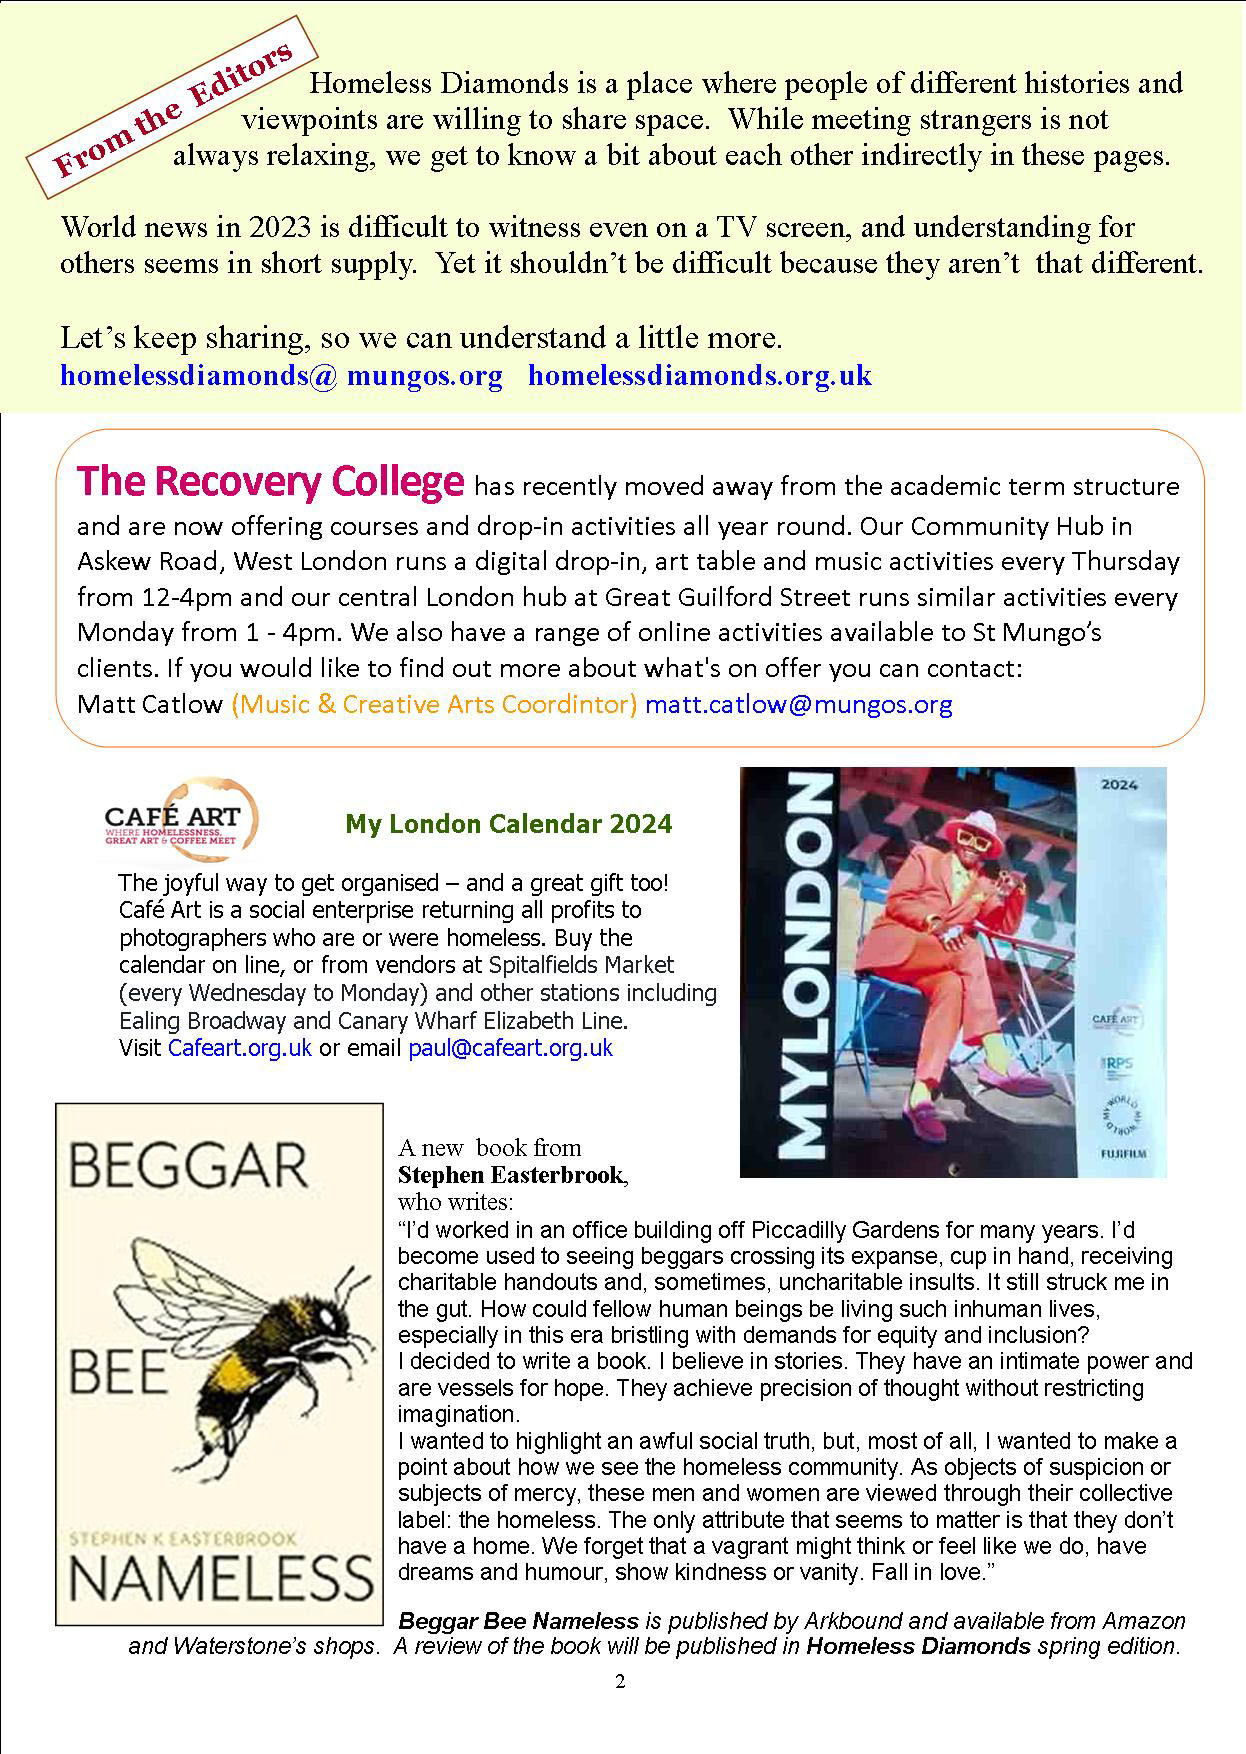 From the Editors
Homeless Diamonds is a place where people of different histories and
viewpoints are willing to share space.  While meeting strangers is not
always relaxing, we get to know a bit about each other indirectly in these pages.
World news in 2023 is difficult to witness even on a TV screen, and understanding for
others seems in short supply.  Yet it shouldn’t be difficult because they aren’t  that different.
Let’s keep sharing, so we can understand a little more.
homelessdiamonds@ mungos.org   homelessdiamonds.org.uk
The Recovery College has recently moved away from the academic term structure
and are now offering courses and drop-in activities all year round. Our Community Hub in
Askew Road, West London runs a digital drop-in, art table and music activities every Thursday
from 12-4pm and our central London hub at Great Guilford Street runs similar activities every
Monday from 1 - 4pm. We also have a range of online activities available to St Mungo’s
clients. If you would like to find out more about what's on offer you can contact:
Matt Catlow (Music & Creative Arts Coordintor) matt.catlow@mungos.org
CAFÉ ART
WHERE HOMELESSNESS,
GREAT ART & COFFEE MEET
My London Calendar 2024
The joyful way to get organised – and a great gift too!
Café Art is a social enterprise returning all profits to
photographers who are or were homeless. Buy the
calendar on line, or from vendors at Spitalfields Market
(every Wednesday to Monday) and other stations including
Ealing Broadway and Canary Wharf Elizabeth Line.
Visit Cafeart.org.uk or email paul@cafeart.org.uk
MYLONDON
2024
CAFÉ ART
RPS
MY WORLD MY WORLD
FUJIFILM
BEGGAR
BEE
STEPHEN K EASTERBROOK
NAMELESS
A new  book from
Stephen Easterbrook,
who writes:
“I’d worked in an office building off Piccadilly Gardens for many years. I’d
become used to seeing beggars crossing its expanse, cup in hand, receiving
charitable handouts and, sometimes, uncharitable insults. It still struck me in
the gut. How could fellow human beings be living such inhuman lives,
especially in this era bristling with demands for equity and inclusion?
I decided to write a book. I believe in stories. They have an intimate power and
are vessels for hope. They achieve precision of thought without restricting
imagination.
I wanted to highlight an awful social truth, but, most of all, I wanted to make a
point about how we see the homeless community. As objects of suspicion or
subjects of mercy, these men and women are viewed through their collective
label: the homeless. The only attribute that seems to matter is that they don’t
have a home. We forget that a vagrant might think or feel like we do, have
dreams and humour, show kindness or vanity. Fall in love.”
Beggar Bee Nameless is published by Arkbound and available from Amazon
and Waterstone’s shops.  A review of the book will be published in Homeless Diamonds spring edition.
2